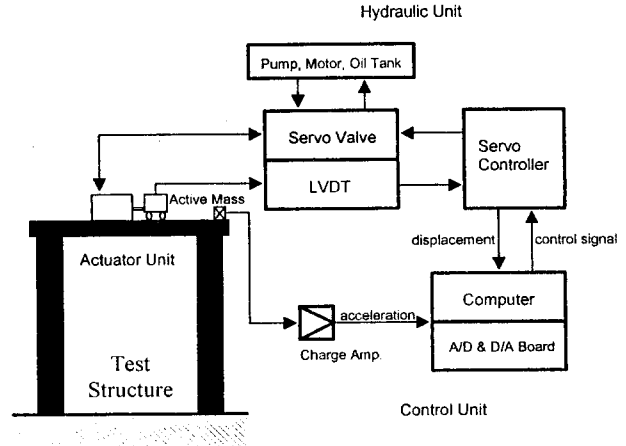 Hydraulic Unit
Pump, Motor, Oil Tank
Servo Valve
LVDT
Servo
Controller
Active Mass
Actuator Unit
displacement
control signal
Computer
A/D & D/A Board
acceleration
Charge Amp.
Test
Structure
Control Unit